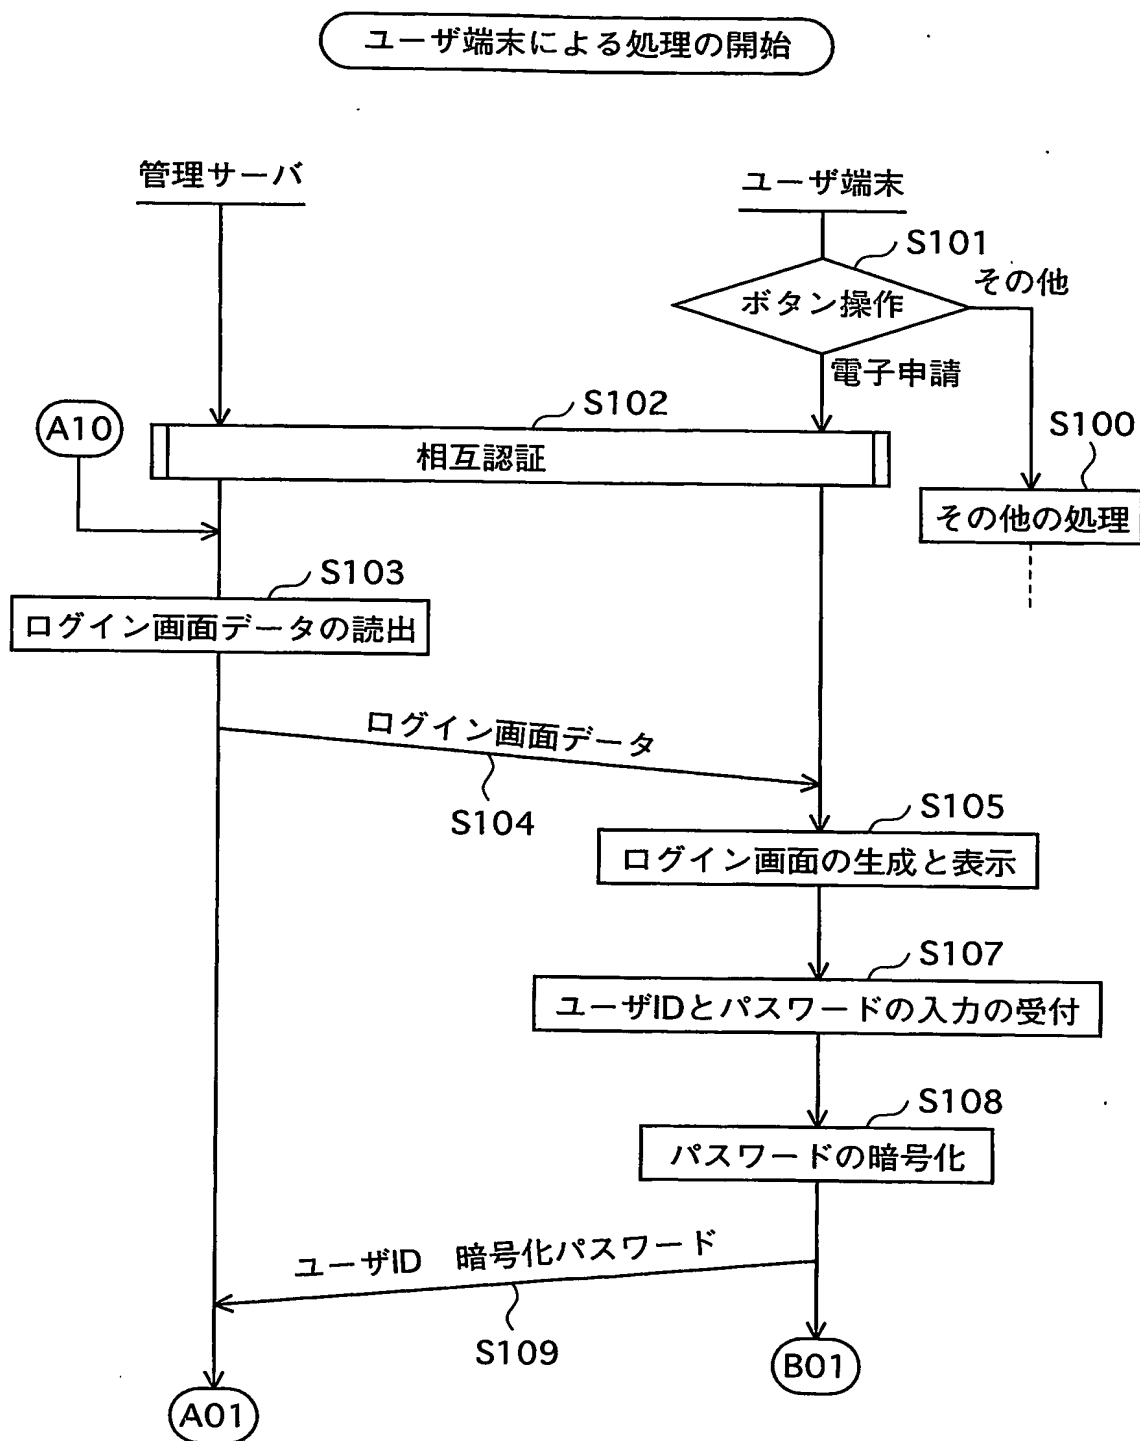 ユーザ端末による処理の開始
管理サーバ
ユーザ端末
S101
その他
ボタン操作
電子申請
A10
S102
S100
相互認証
その他の処理
S103
ログイン画面データの読出
ログイン画面データ
S104
S105
ログイン画面の生成と表示
S107
ユーザIDとパスワードの入力の受付
S108
パスワードの暗号化
ユーザID 暗号化パスワード
S109
B01
A01